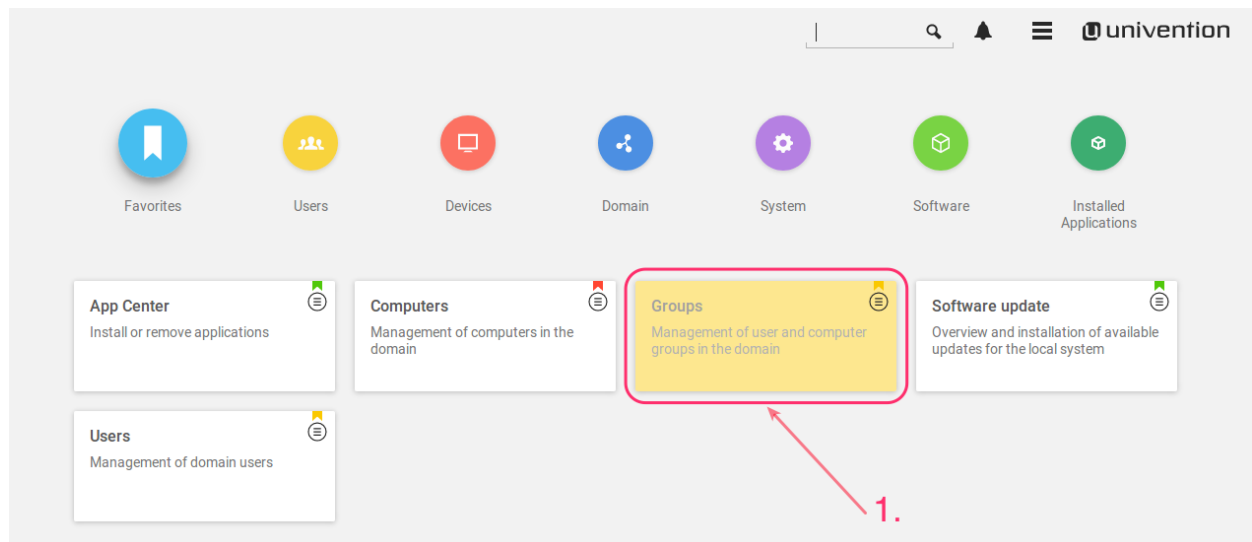 univention
Favorites
Users
Devices
Domain
System
Software
Installed
Applications
App Center
Install or remove applications
Computers
Management of computers in the
domain
Groups
Management of user and computer
groups in the domain
Software update
Overview and installation of available
updates for the local system
Users
Management of domain users
1.